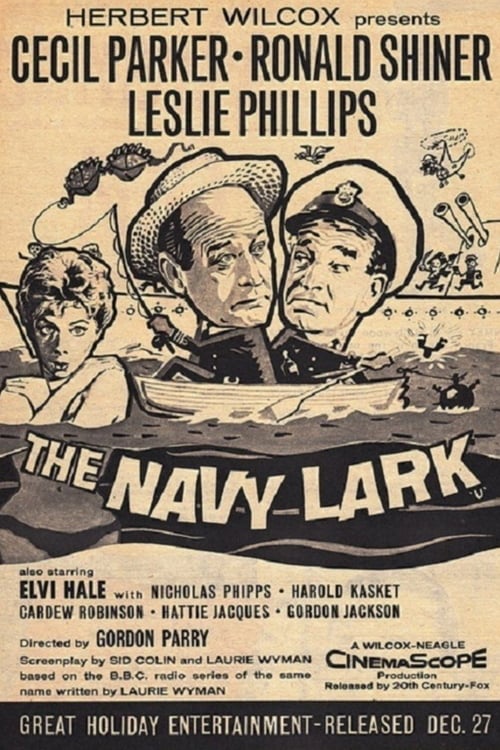 HERBERT WILCOX presents
CECIL PARKER • RONALD SHINER
LESLIE PHILLIPS
THE NAVY LARK
'U'
also starring
ELVI HALE with NICHOLAS PHIPPS • HAROLD KASKET
CARDEW ROBINSON • HATTIE JACQUES • GORDON JACKSON
Directed by GORDON PARRY
Screenplay by SID COLIN and LAURIE WYMAN
based on the B.B.C. radio series of the same
name written by LAURIE WYMAN
A WILCOX-NEAGLE
CINEMASCOPE
Production
Released by 20th Century-Fox
GREAT HOLIDAY ENTERTAINMENT-RELEASED DEC. 27